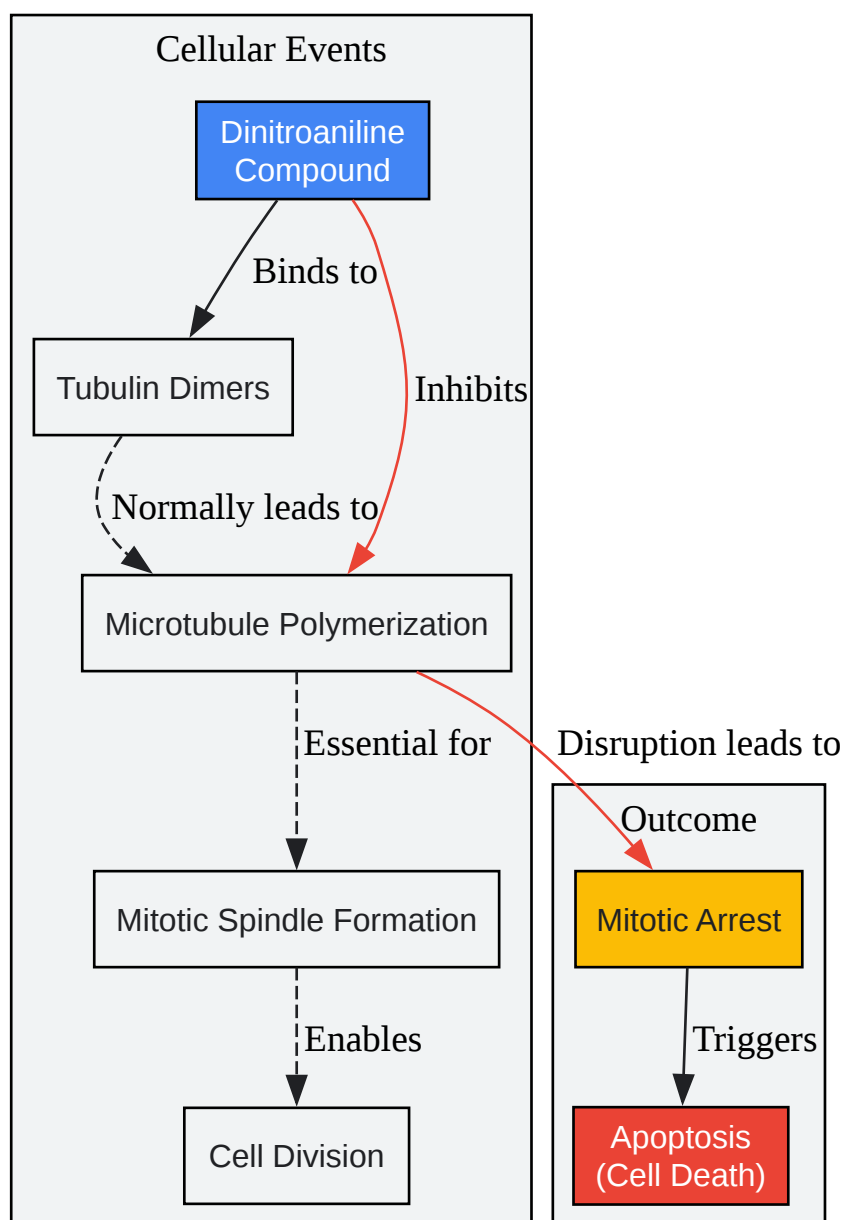 Cellular Events
Dinitroaniline
Compound
Binds to
Tubulin Dimers
Inhibits
Normally leads to
Microtubule Polymerization
Essential for
Disruption leads to
Outcome
Mitotic Spindle Formation
Mitotic Arrest
Enables
Triggers
Cell Division
Apoptosis
(Cell Death)